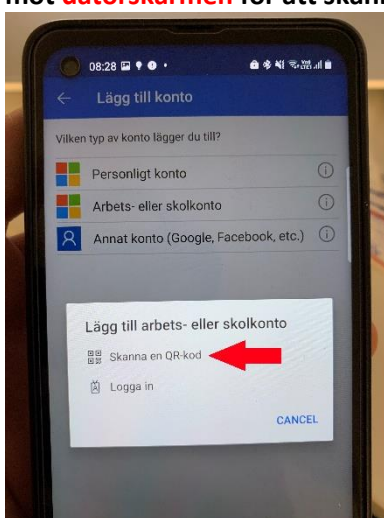 mot datorskärmen för att skann
08:28
Lägg till konto
Vilken typ av konto lägger du till?
Personligt konto
Arbets- eller skolkonto
Annat konto (Google, Facebook, etc.)
Lägg till arbets- eller skolkonto
Skanna en QR-kod
Logga in
CANCEL